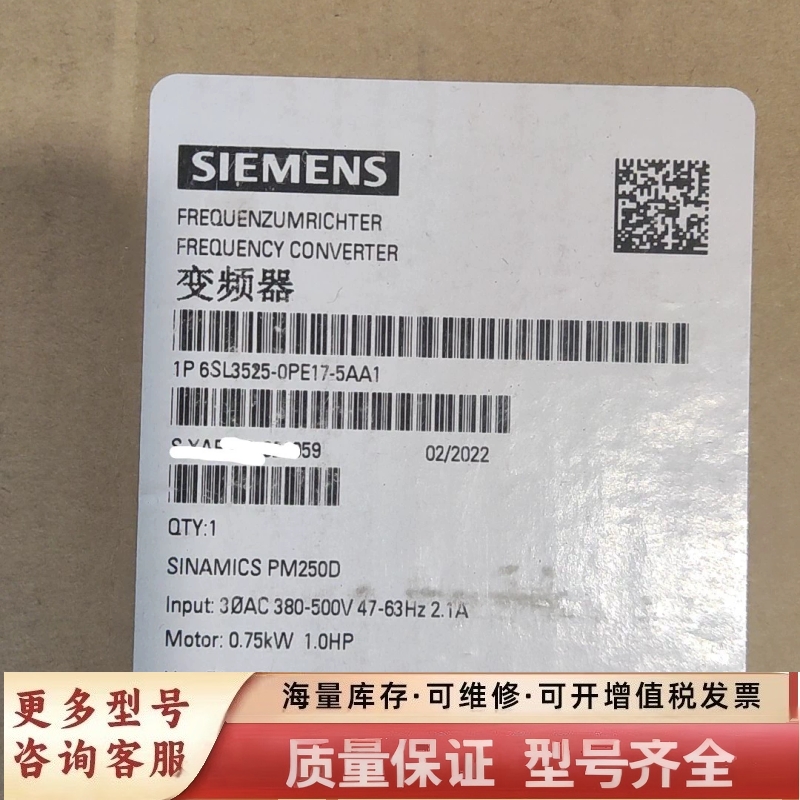 SIEMENS
FREQUENZUMRICHTER
FREQUENCY CONVERTER
变频器
1P 6SL3525-0PE17-5AA1
059
02/2022
QTY:1
SINAMICS PM250D
Input: 3ØAC 380-500V 47-63Hz 2.1A
Motor: 0.75kW 1.0HP
更多型号
咨询客服
海量库存·可维修·可开增值税发票
质量保证 型号齐全